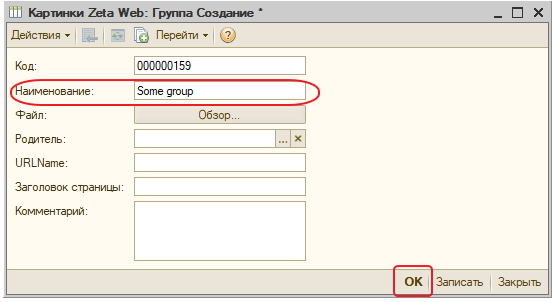 Картинки Zeta Web: Группа Создание *
Действия Перейти ?
Код: 000000159
Наименование: Some group
Файл: Обзор...
Родитель: ... ×
URLName:
Заголовок страницы:
Комментарий:
OK Записать Закрыть